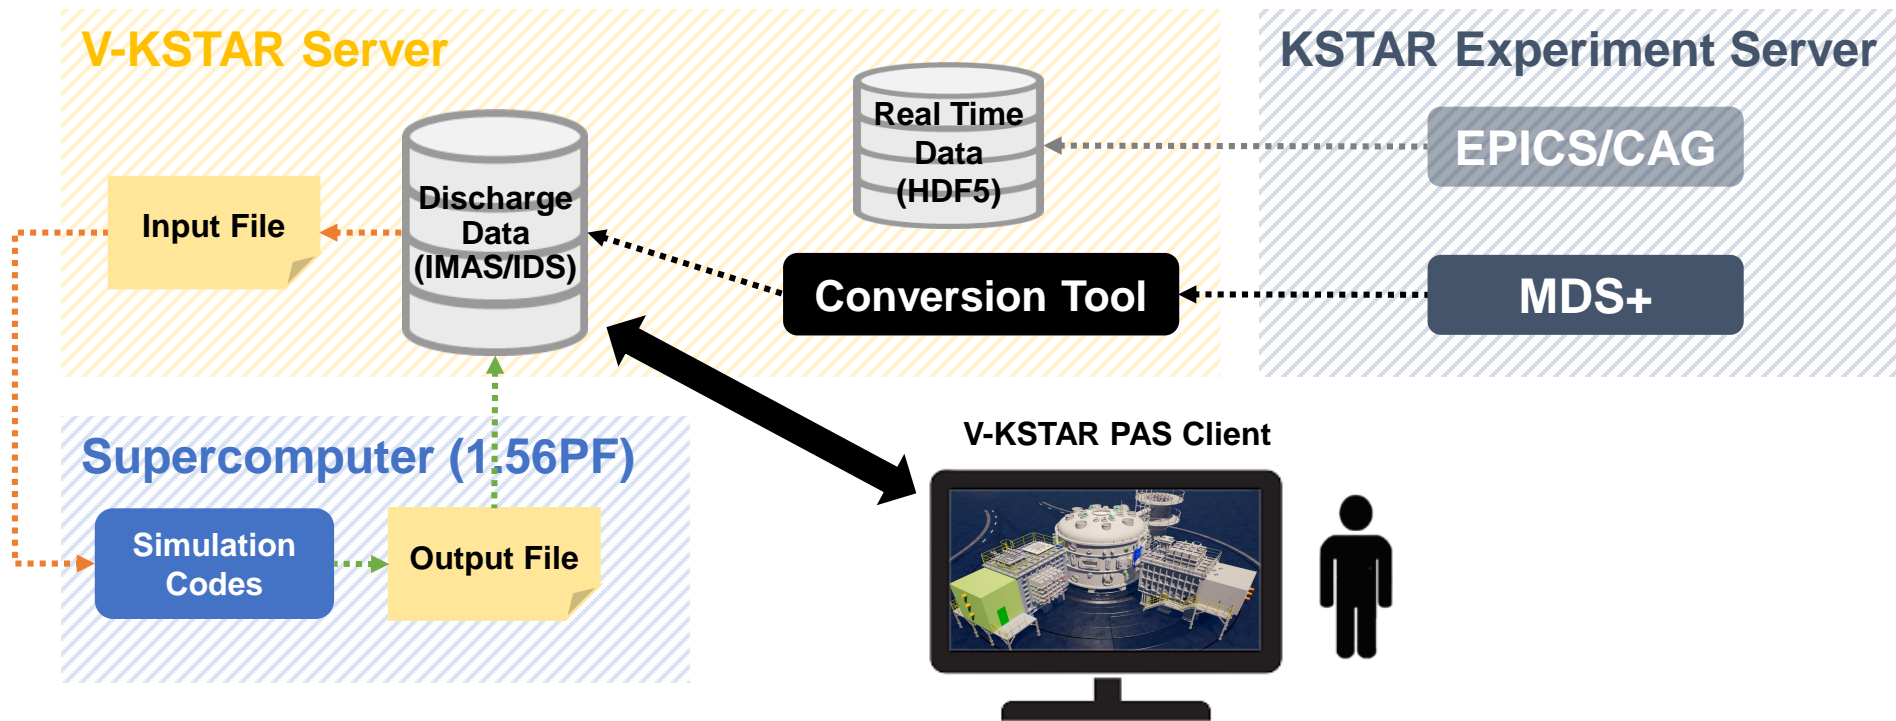 V-KSTAR Server
KSTAR Experiment Server
Real Time
Data
(HDF5)
EPICS/CAG
Discharge
Data
(IMAS/IDS)
Input File
Conversion Tool
MDS+
Supercomputer (1.56PF)
V-KSTAR PAS Client
Simulation
Codes
Output File